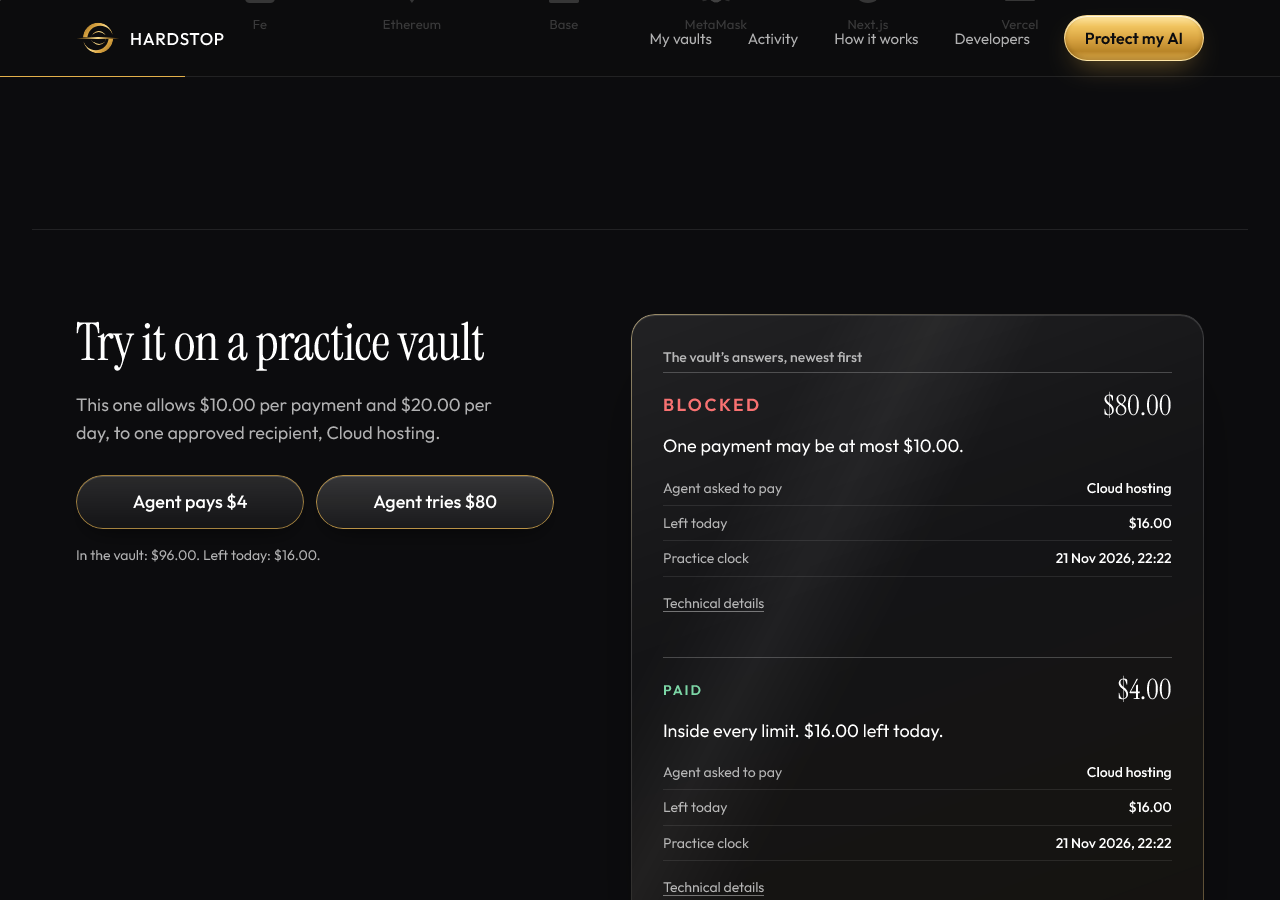 Fe
Ethereum
Base
MetaMask
Next.js
Vercel
HARDSTOP
My vaults
Activity
How it works
Developers
Protect my AI
Try it on a practice vault
This one allows $10.00 per payment and $20.00 per
day, to one approved recipient, Cloud hosting.
Agent pays $4
Agent tries $80
In the vault: $96.00. Left today: $16.00.
The vault's answers, newest first
BLOCKED
$80.00
One payment may be at most $10.00.
Agent asked to pay
Cloud hosting
Left today
$16.00
Practice clock
21 Nov 2026, 22:22
Technical details
PAID
$4.00
Inside every limit. $16.00 left today.
Agent asked to pay
Cloud hosting
Left today
$16.00
Practice clock
21 Nov 2026, 22:22
Technical details